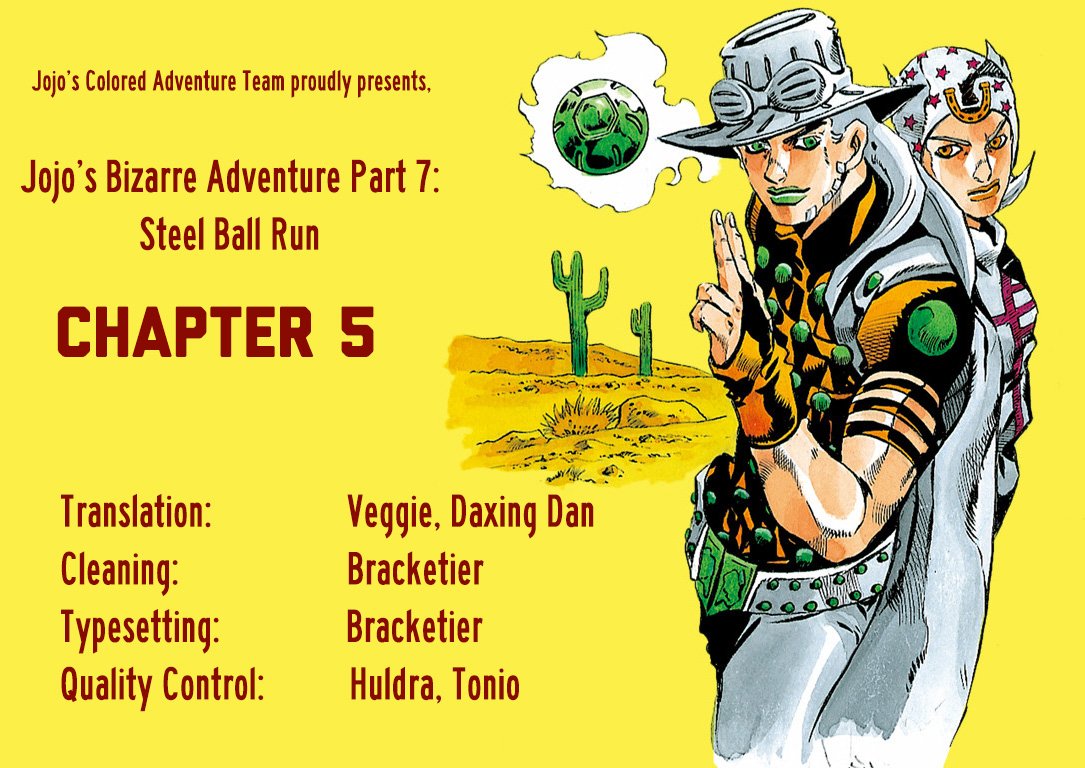 Jojo's Colored Adventure Team proudly presents,
Jojo's Bizarre Adventure Part 7:
Steel Ball Run
CHAPTER 5
Translation: Veggie, Daxing Dan
Cleaning: Bracketier
Typesetting: Bracketier
Quality Control: Huldra, Tonio